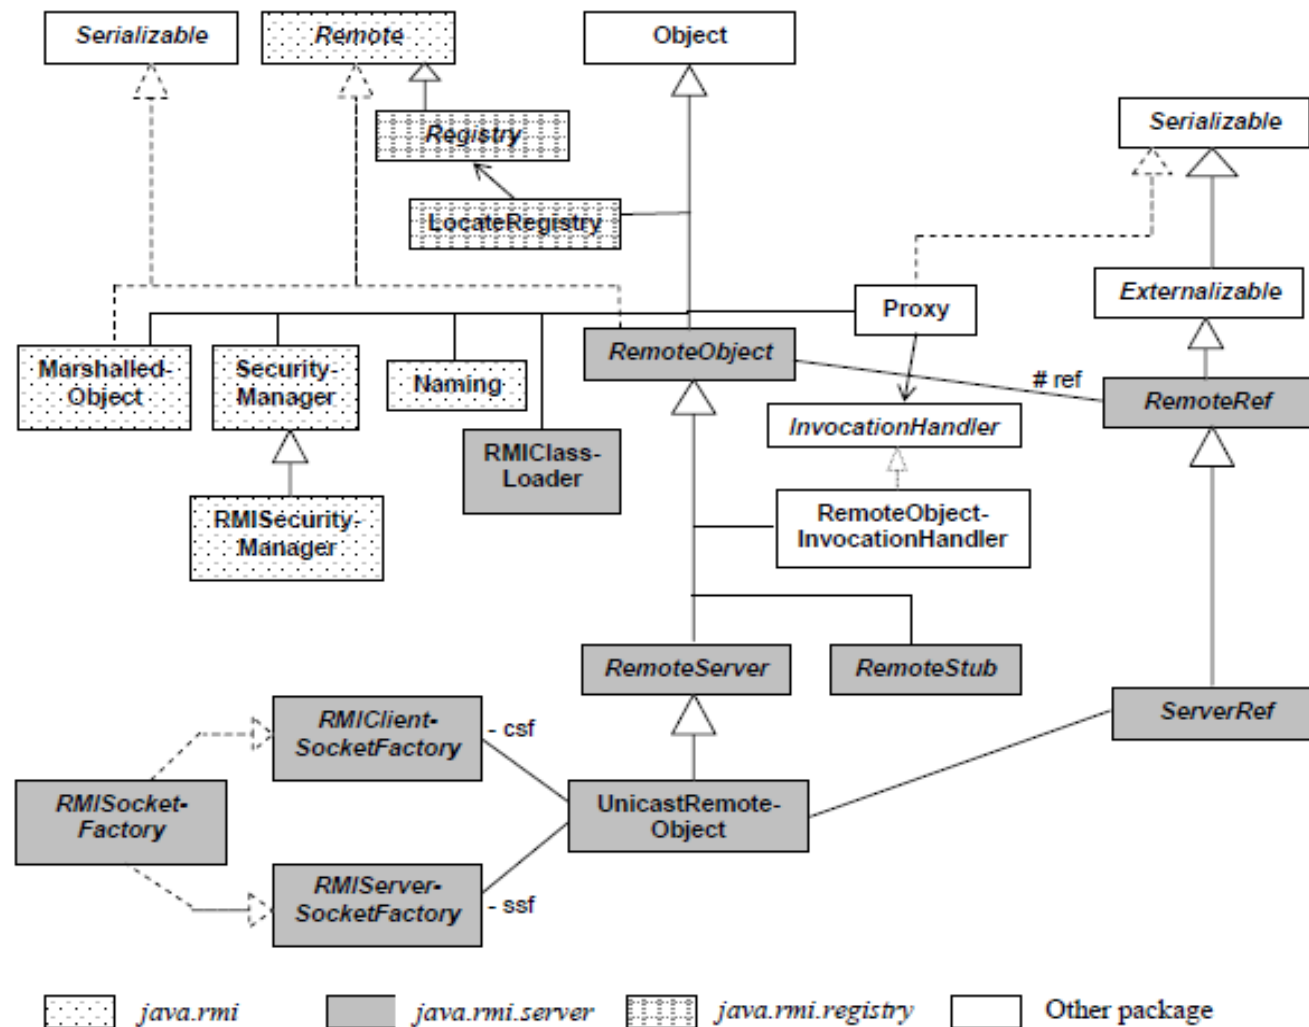 Serializable
Remote
Object
Registry
Serializable
LocateRegistry
Externalizable
Proxy
RemoteObject
# ref
RemoteRef
Marshalled-
Object
Security-
Manager
Naming
InvocationHandler
RMIClass-
Loader
RMISecurity-
Manager
RemoteObject-
InvocationHandler
RemoteServer
RemoteStub
ServerRef
RMIClient-
SocketFactory
- csf
RMISocket-
Factory
UnicastRemote-
Object
RMIServer-
SocketFactory
- ssf
java.rmi
java.rmi.server
java.rmi.registry
Other package